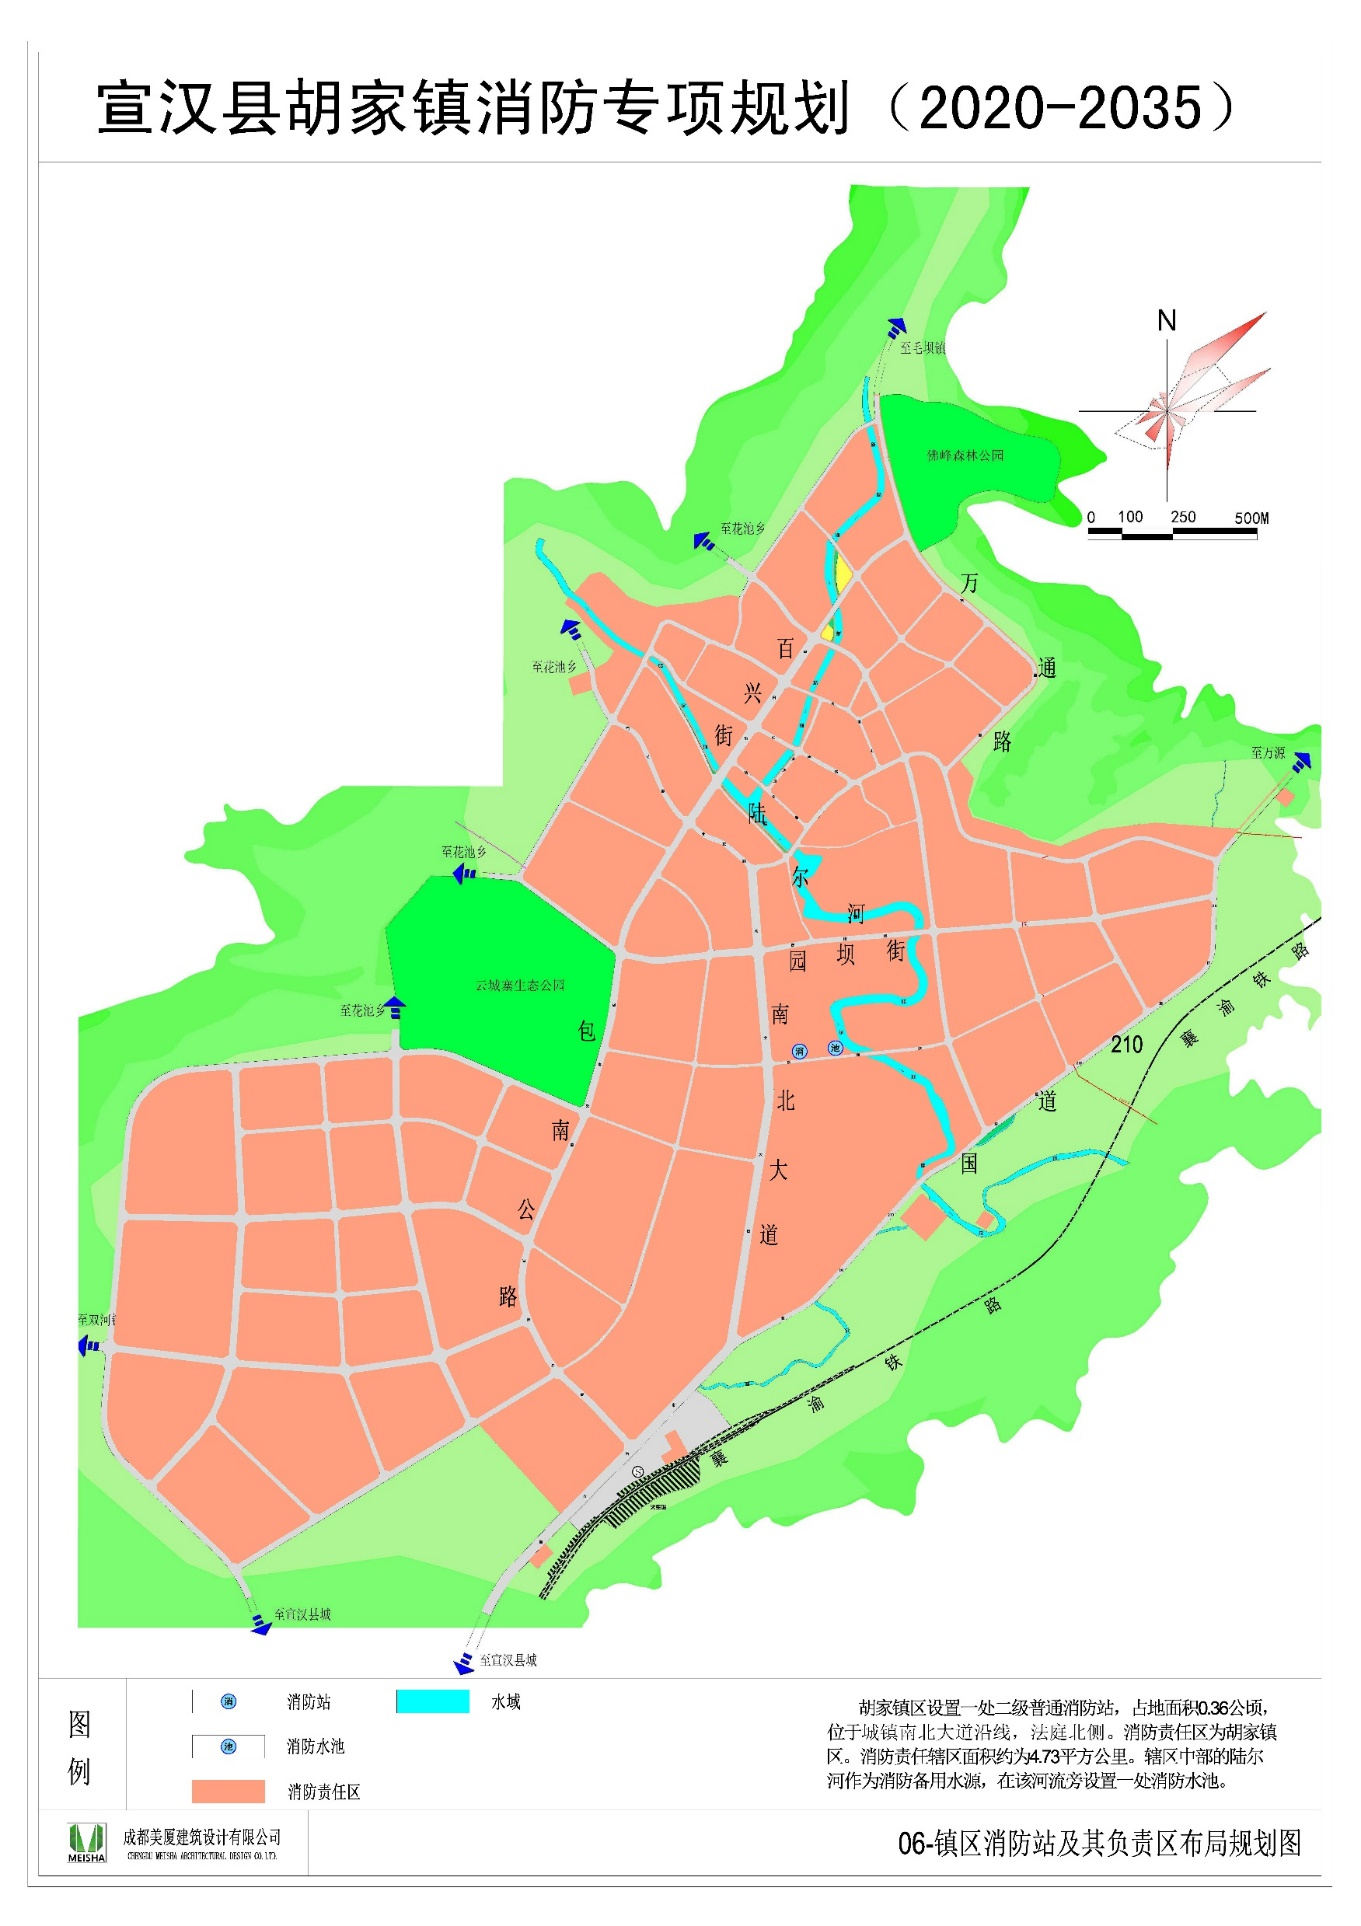 宣汉县胡家镇消防专项规划（2020-2035）
N
0 100 250 500M
至毛坝镇
佛峰森林公园
至花池乡
万通路
至花池乡
百兴街
至万源
陆尔河
至花池乡
园坝街
云城寨生态公园
至花池乡
包南公路
南北大道
210
国道
襄渝铁路
至双河
襄渝铁路
至宣汉县城
至宣汉县城
图例
消防站
水域
消防水池
消防责任区
消
池
消
池
胡家镇区设置一处二级普通消防站，占地面积0.36公顷，
位于城镇南北大道沿线，法庭北侧。消防责任区为胡家镇
区。消防责任辖区面积约为4.73平方公里。辖区中部的陆尔
河作为消防备用水源，在该河流旁设置一处消防水池。
MEISHA
成都美厦建筑设计有限公司
CHENGDU MEISHA ARCHITECTURAL DESIGN CO.LTD.
06-镇区消防站及其负责区布局规划图